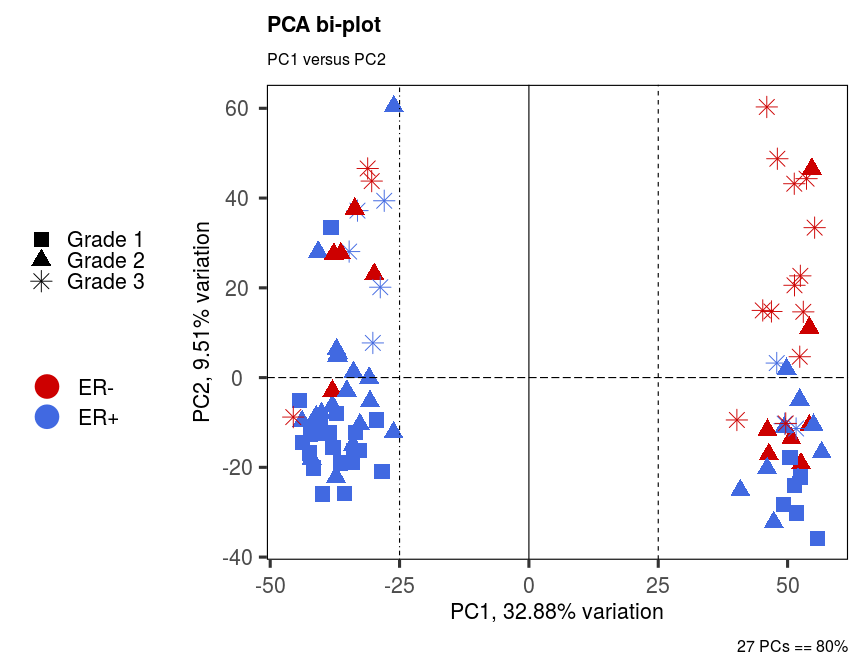 PCA bi-plot
PC1 versus PC2
Grade 1
Grade 2
Grade 3
ER-
ER+
PC2, 9.51% variation
60
40
20
0
-20
-40
-50
-25
0
25
50
PC1, 32.88% variation
27 PCs == 80%